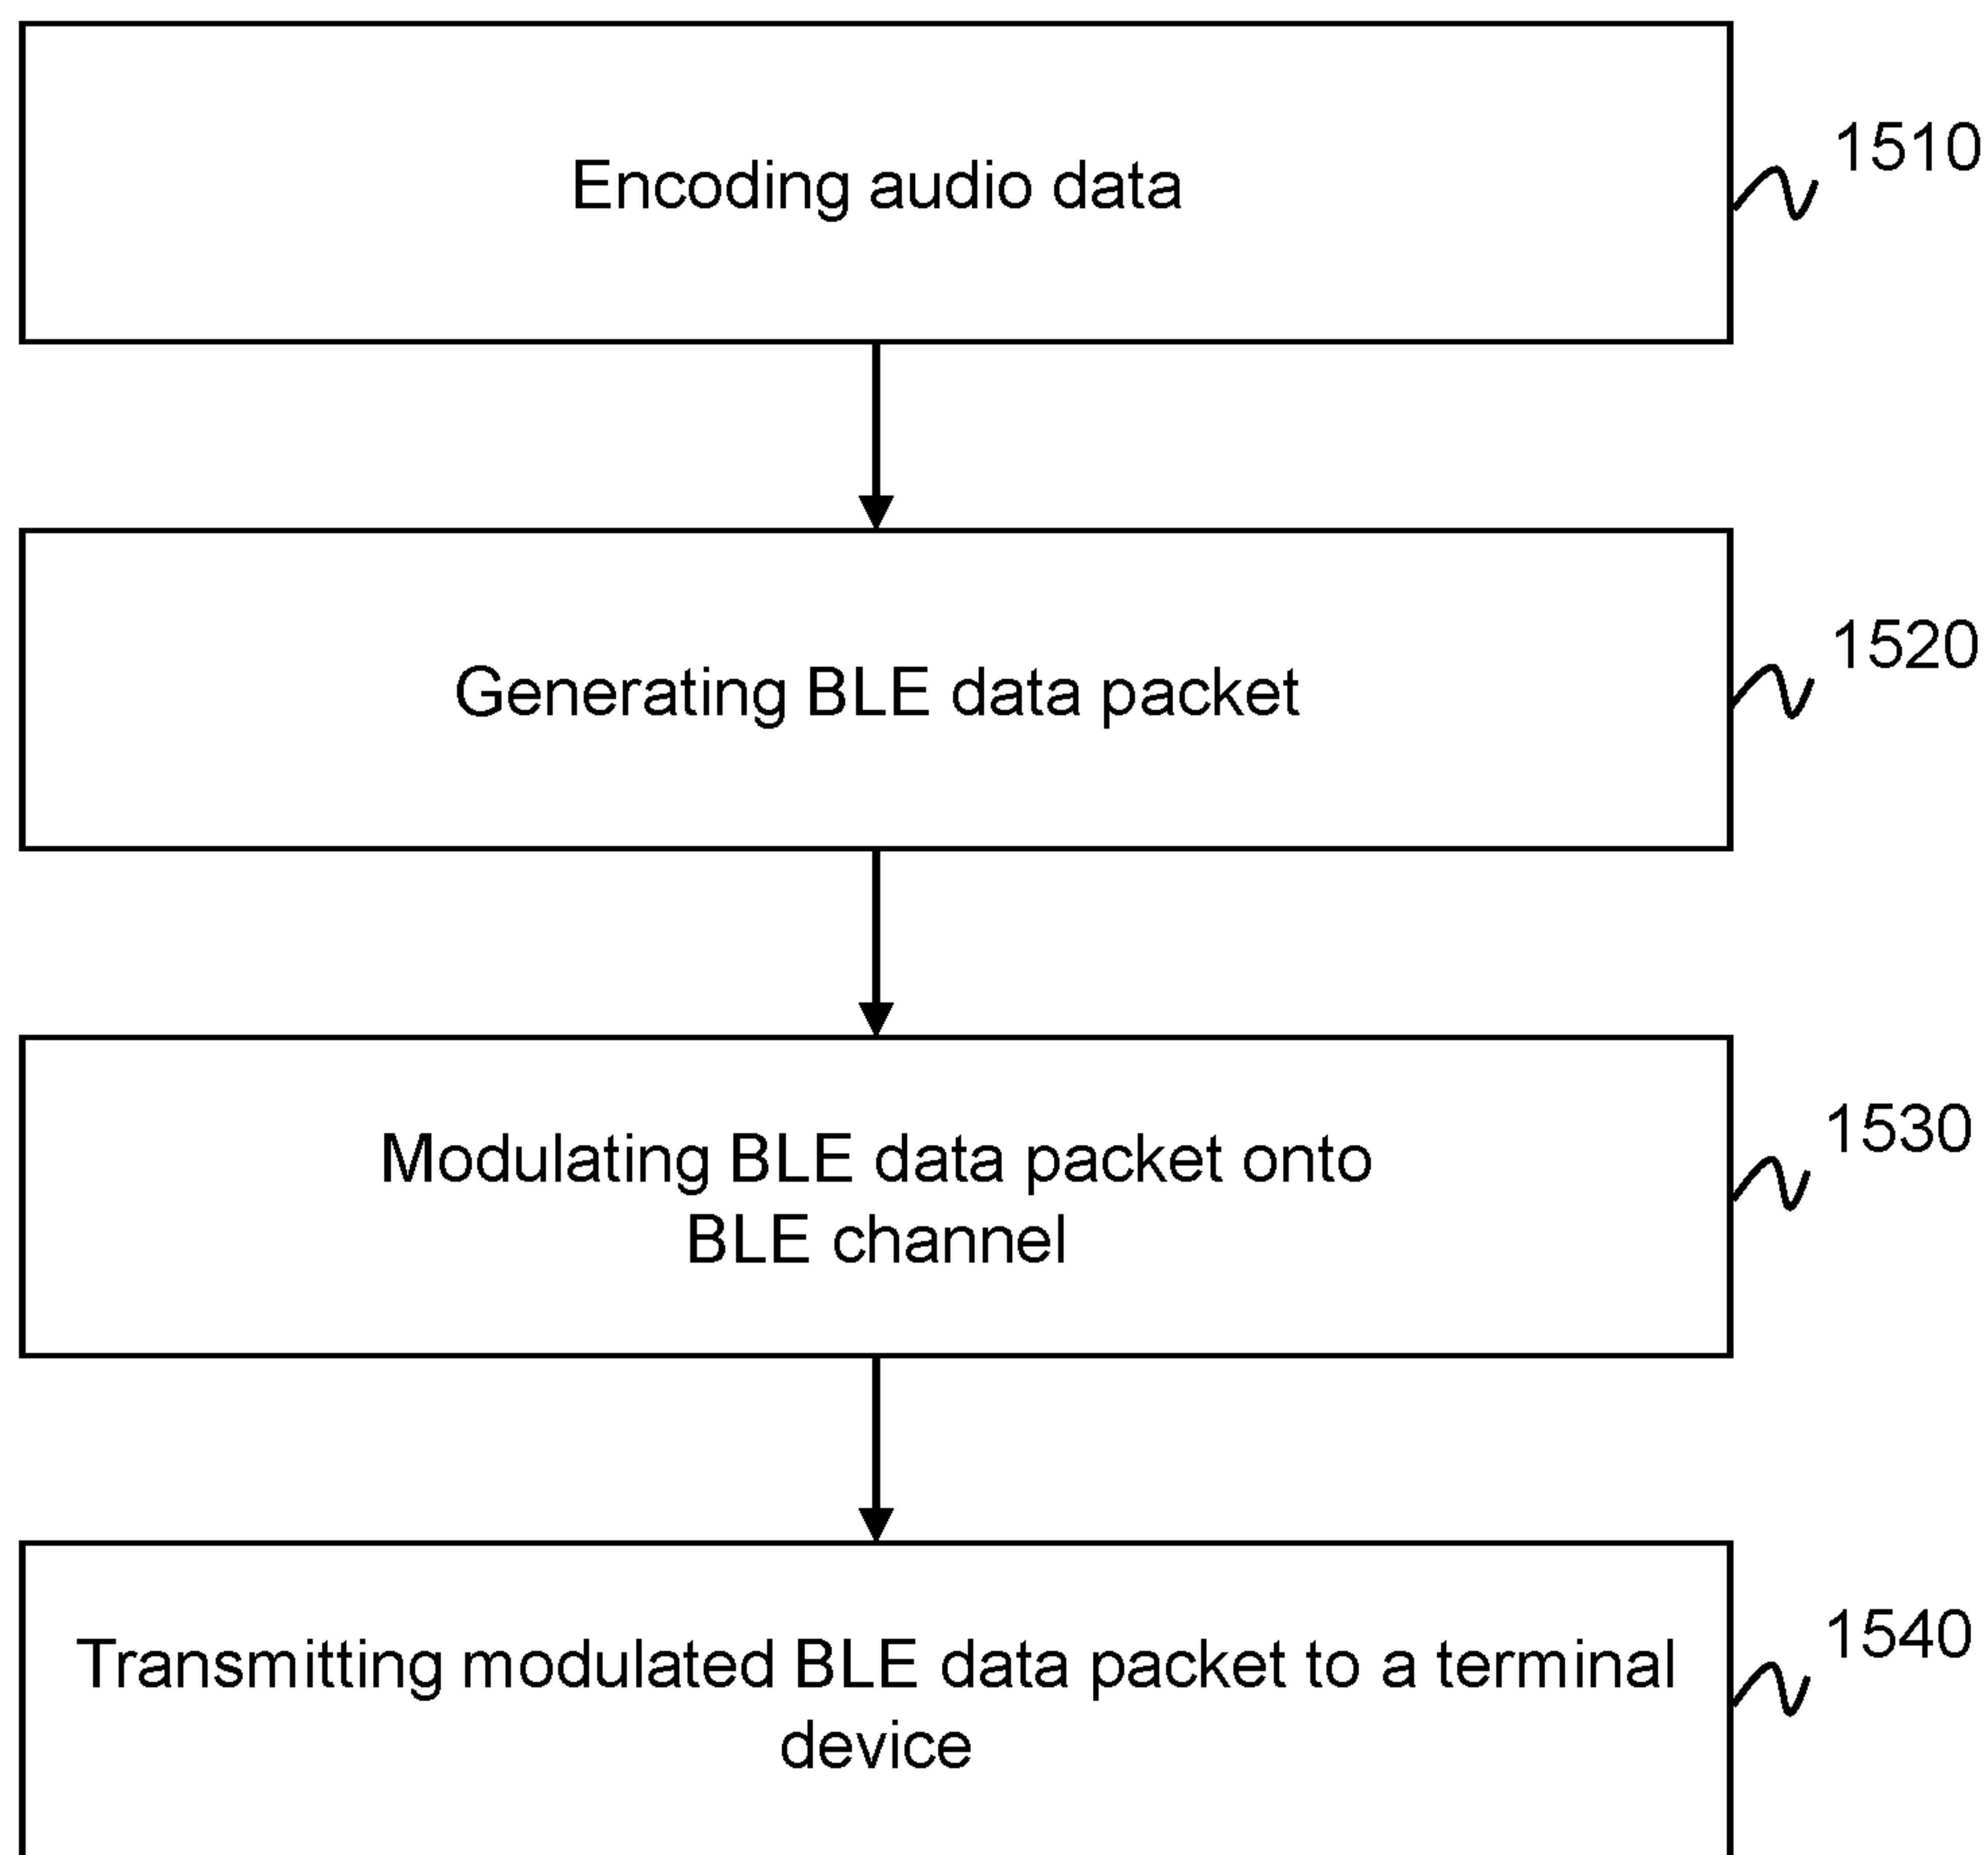 Encoding audio data
1510
Generating BLE data packet
1520
Modulating BLE data packet onto
BLE channel
1530
Transmitting modulated BLE data packet to a terminal
device
1540